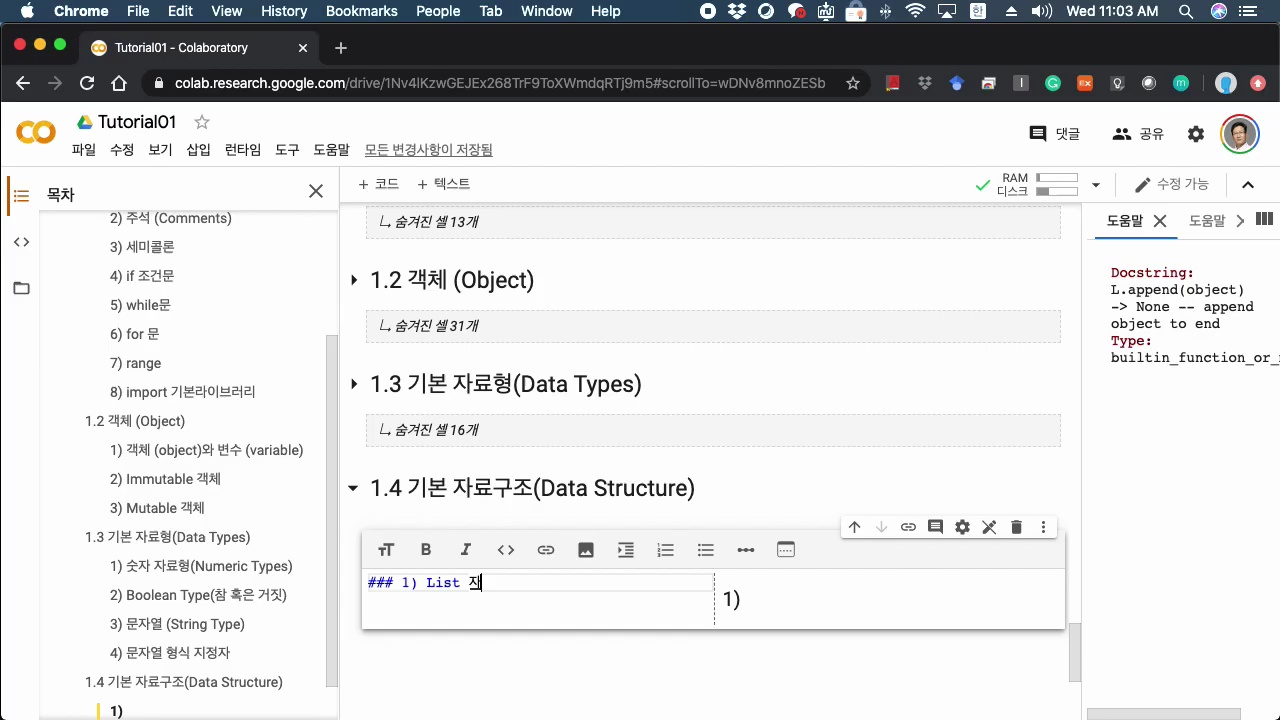 Chrome File Edit View History Bookmarks People Tab Window Help 한 Wed 11:03 AM
Tutorial01 - Colaboratory
colab.research.google.com/drive/1Nv4lKzwGEJEx268TrF9ToXWmdqRTj9m5#scrollTo=wDNv8mnoZESb
Tutorial01
댓글 공유
파일 수정 보기 삽입 런타임 도구 도움말 모든 변경사항이 저장됨
목차
+ 코드 + 텍스트
RAM
디스크
수정 가능
2) 주석 (Comments)
3) 세미콜론
4) if 조건문
5) while문
6) for 문
7) range
8) import 기본라이브러리
1.2 객체 (Object)
1) 객체 (object)와 변수 (variable)
2) Immutable 객체
3) Mutable 객체
1.3 기본 자료형(Data Types)
1) 숫자 자료형(Numeric Types)
2) Boolean Type(참 혹은 거짓)
3) 문자열 (String Type)
4) 문자열 형식 지정자
1.4 기본 자료구조(Data Structure)
1)
숨겨진 셀 13개
1.2 객체 (Object)
숨겨진 셀 31개
1.3 기본 자료형(Data Types)
숨겨진 셀 16개
1.4 기본 자료구조(Data Structure)
### 1) List 자
1)
도움말 도움말
Docstring:
L.append(object)
-> None -- append
object to end
Type:
builtin_function_or_